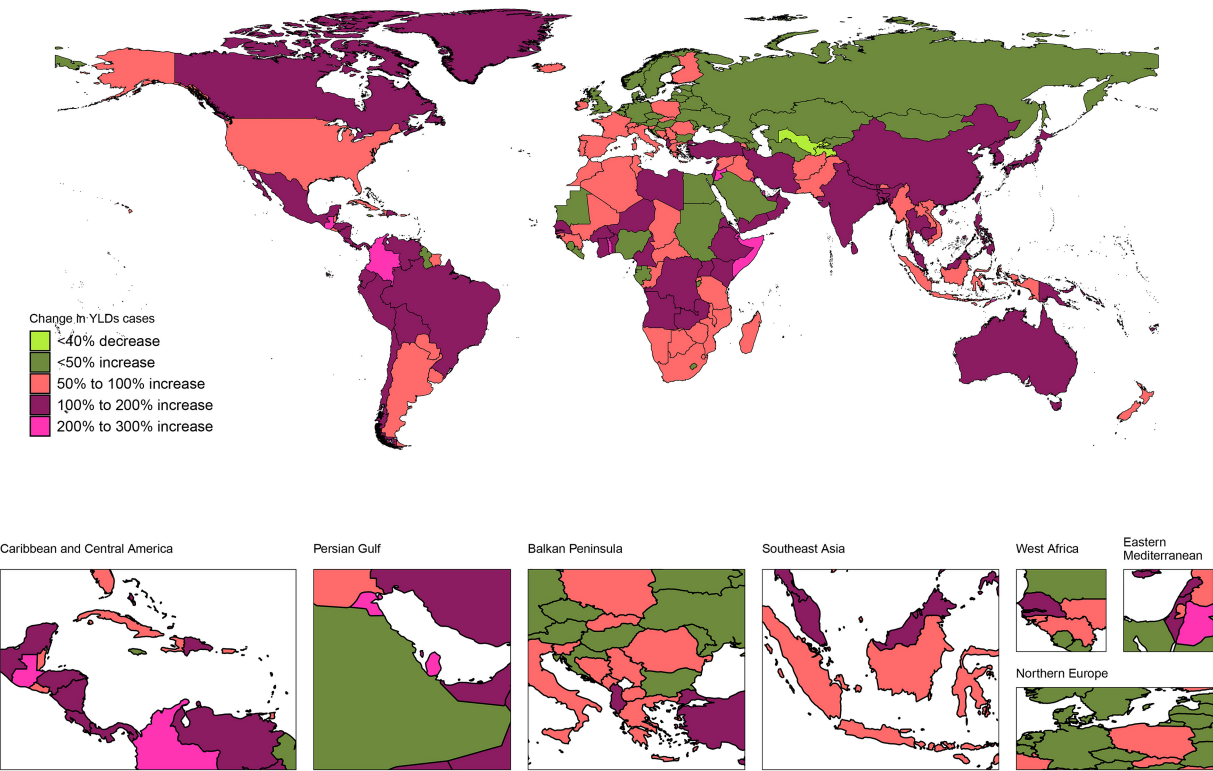 Change in YLDs cases
<40% decrease
<50% increase
50% to 100% increase
100% to 200% increase
200% to 300% increase
Caribbean and Central America
Persian Gulf
Balkan Peninsula
Southeast Asia
West Africa
Eastern
Mediterranean
Northern Europe